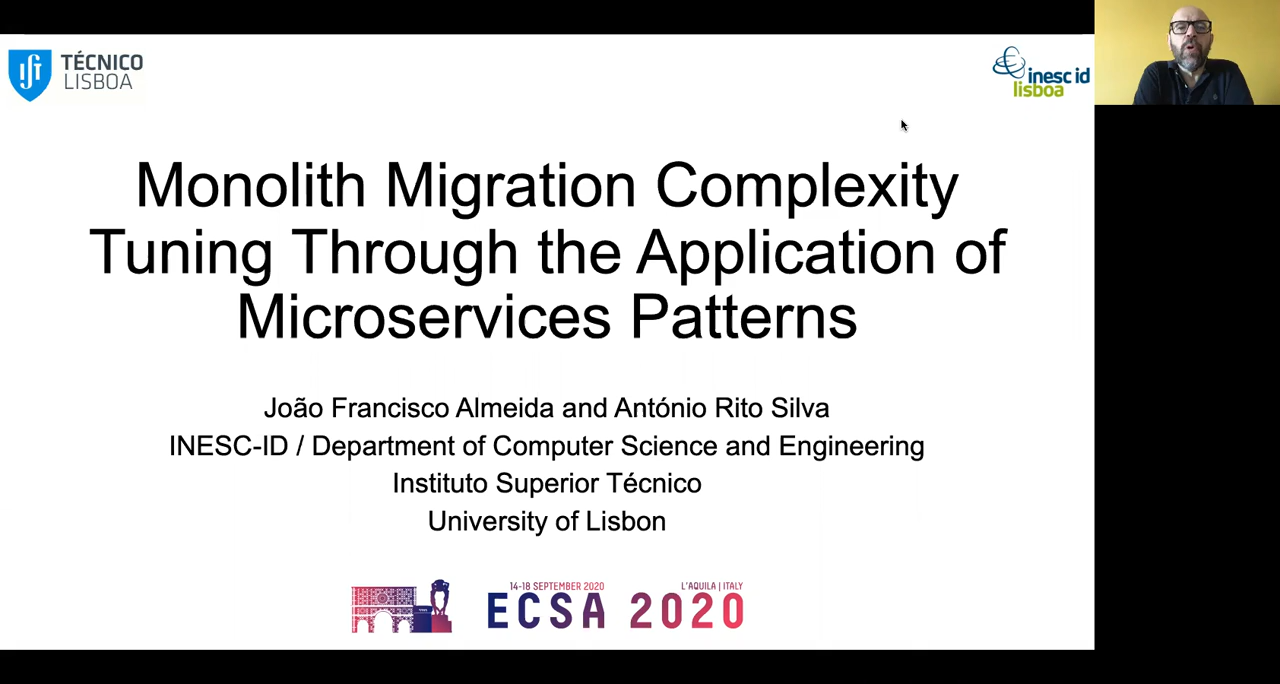 TÉCNICO
LISBOA
inesc id
lisboa
Monolith Migration Complexity
Tuning Through the Application of
Microservices Patterns
João Francisco Almeida and António Rito Silva
INESC-ID / Department of Computer Science and Engineering
Instituto Superior Técnico
University of Lisbon
14-18 SEPTEMBER 2020 L'AQUILA | ITALY
ECSA 2020